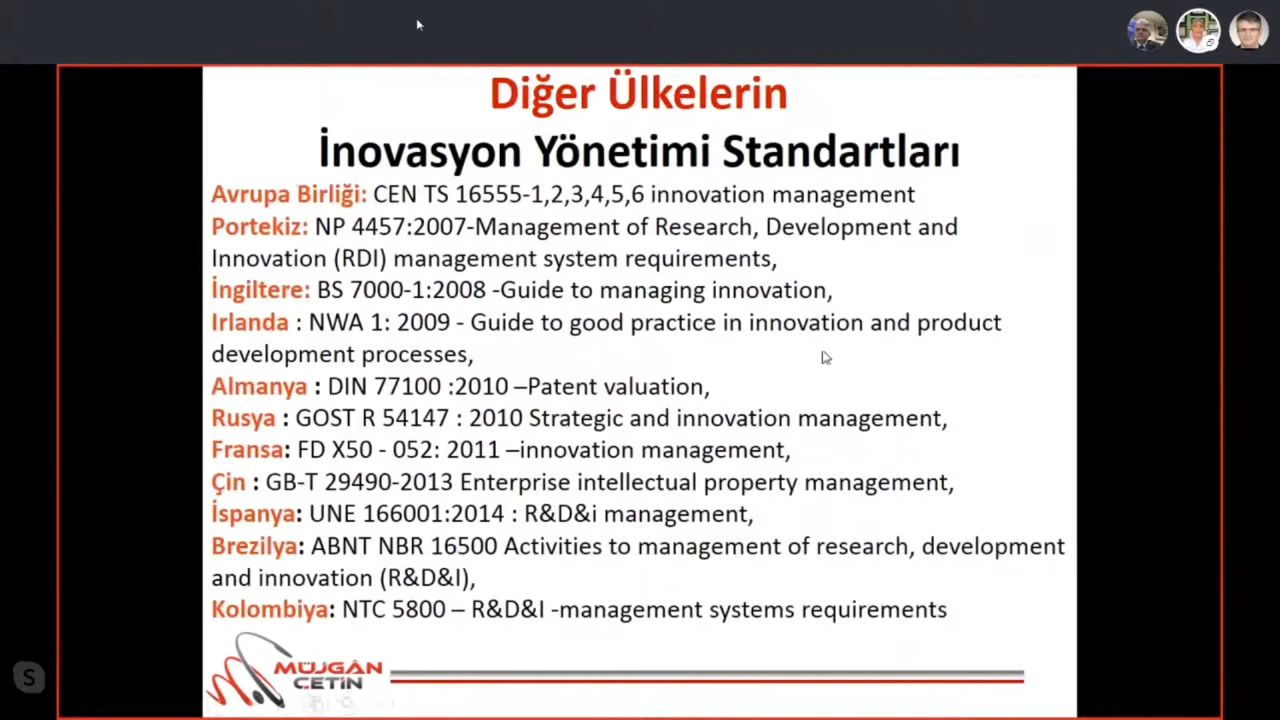 Diğer Ülkelerin
İnovasyon Yönetimi Standartları
Avrupa Birliği: CEN TS 16555-1,2,3,4,5,6 innovation management
Portekiz: NP 4457:2007-Management of Research, Development and
Innovation (RDI) management system requirements,
İngiltere: BS 7000-1:2008 -Guide to managing innovation,
Irlanda : NWA 1: 2009 - Guide to good practice in innovation and product
development processes,
Almanya : DIN 77100 :2010 –Patent valuation,
Rusya : GOST R 54147 : 2010 Strategic and innovation management,
Fransa: FD X50 - 052: 2011 –innovation management,
Çin : GB-T 29490-2013 Enterprise intellectual property management,
İspanya: UNE 166001:2014 : R&D&i management,
Brezilya: ABNT NBR 16500 Activities to management of research, development
and innovation (R&D&I),
Kolombiya: NTC 5800 – R&D&I -management systems requirements
MÜJGÂN
ÇETİN
S